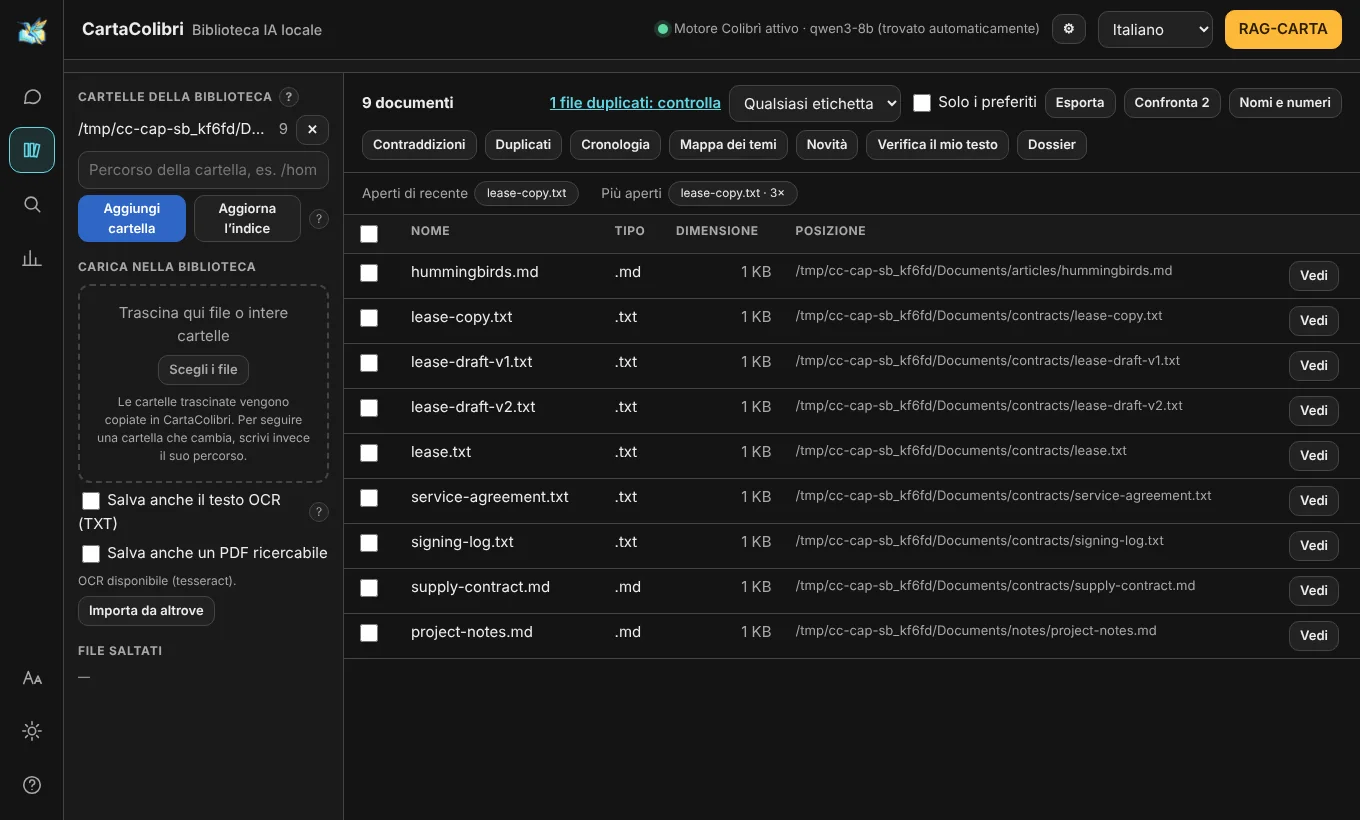 CartaColibri Biblioteca IA locale
Motore Colibrì attivo · qwen3-8b (trovato automaticamente)
⚙
Italiano
RAG-CARTA
CARTELLE DELLA BIBLIOTECA ?
/tmp/cc-cap-sb_kf6fd/D... 9 ✕
Percorso della cartella, es. /hom
Aggiungi
cartella
Aggiorna
l'indice
?
CARICA NELLA BIBLIOTECA
Trascina qui file o intere
cartelle
Scegli i file
Le cartelle trascinate vengono
copiate in CartaColibri. Per seguire
una cartella che cambia, scrivi invece
il suo percorso.
Salva anche il testo OCR
(TXT)
?
Salva anche un PDF ricercabile
OCR disponibile (tesseract).
Importa da altrove
FILE SALTATI
—
AA
9 documenti
1 file duplicati: controlla
Qualsiasi etichetta
Solo i preferiti
Esporta
Confronta 2
Nomi e numeri
Contraddizioni
Duplicati
Cronologia
Mappa dei temi
Novità
Verifica il mio testo
Dossier
Aperti di recente lease-copy.txt Più aperti lease-copy.txt · 3×
NOME TIPO DIMENSIONE POSIZIONE
hummingbirds.md .md 1 KB /tmp/cc-cap-sb_kf6fd/Documents/articles/hummingbirds.md Vedi
lease-copy.txt .txt 1 KB /tmp/cc-cap-sb_kf6fd/Documents/contracts/lease-copy.txt Vedi
lease-draft-v1.txt .txt 1 KB /tmp/cc-cap-sb_kf6fd/Documents/contracts/lease-draft-v1.txt Vedi
lease-draft-v2.txt .txt 1 KB /tmp/cc-cap-sb_kf6fd/Documents/contracts/lease-draft-v2.txt Vedi
lease.txt .txt 1 KB /tmp/cc-cap-sb_kf6fd/Documents/contracts/lease.txt Vedi
service-agreement.txt .txt 1 KB /tmp/cc-cap-sb_kf6fd/Documents/contracts/service-agreement.txt Vedi
signing-log.txt .txt 1 KB /tmp/cc-cap-sb_kf6fd/Documents/contracts/signing-log.txt Vedi
supply-contract.md .md 1 KB /tmp/cc-cap-sb_kf6fd/Documents/contracts/supply-contract.md Vedi
project-notes.md .md 1 KB /tmp/cc-cap-sb_kf6fd/Documents/notes/project-notes.md Vedi